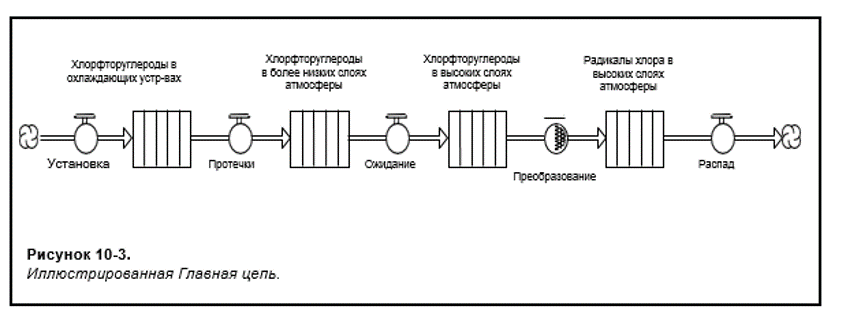 Хлорфторуглероды в
охлаждающих устр-вах
Хлорфторуглероды
в более низких слоях
атмосферы
Хлорфторуглероды
в высоких слоях
атмосферы
Радикалы хлора в
высоких слоях
атмосферы
Установка
Протечки
Ожидание
Преобразование
Распад
Рисунок 10-3.
Иллюстрированная Главная цепь.